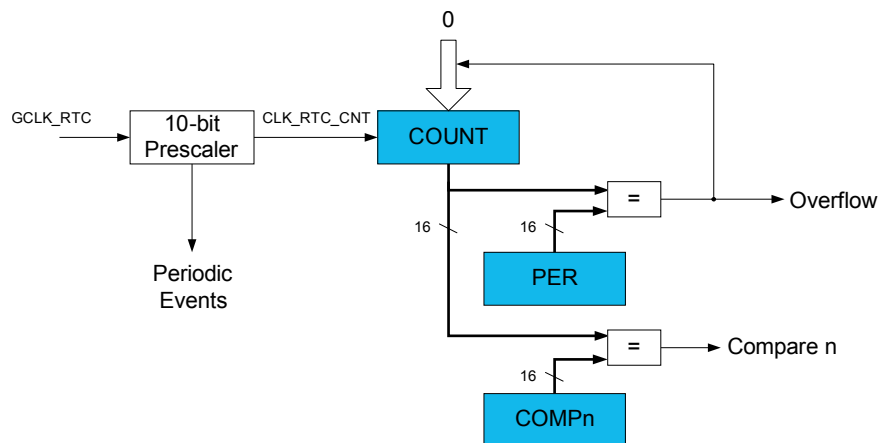 0
GCLK_RTC
10-bit
Prescaler
CLK_RTC_CNT
COUNT
=
Overflow
16
16
Periodic
Events
PER
=
Compare n
16
COMPn